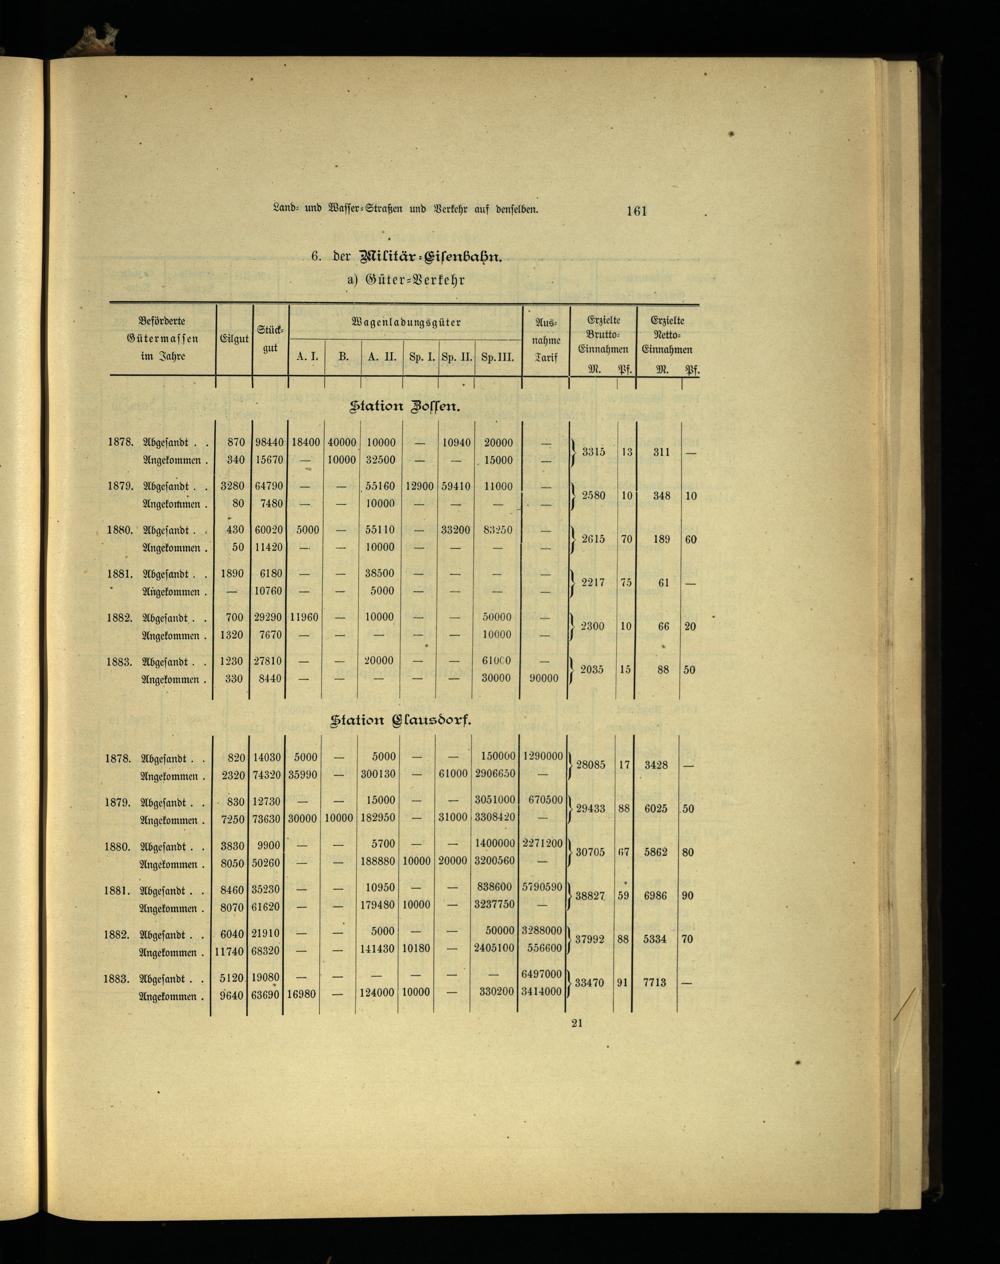 Land- und Wasser-Straßen und Verkehr auf denselben. 161
6. der Militär-Eisenbahn.
a) Güter-Verkehr
Beförderte Gütermassen im Jahre | Eilgut | Stück-gut | Wagenladungsgüter | Aus-nahme Tarif | Erzielte Brutto-Einnahmen | Erzielte Netto-Einnahmen
A. I. | B. | A. II. | Sp. I. | Sp. II. | Sp. III. | M. | Pf. | M. | Pf.
Station Zossen.
1878. Abgesandt . . 870 98440 18400 40000 10000 — 10940 20000 — } 3315 13 311 —
Angekommen . 340 15670 — 10000 32500 — — 15000 —
1879. Abgesandt . . 3280 64790 — — 55160 12900 59410 11000 — } 2580 10 348 10
Angekommen . 80 7480 — — 10000 — — — —
1880. Abgesandt . . 430 60020 5000 — 55110 — 33200 83250 — } 2615 70 189 60
Angekommen . 50 11420 — — 10000 — — — —
1881. Abgesandt . . 1890 6180 — — 38500 — — — — } 2217 75 61 —
Angekommen . — 10760 — — 5000 — — — —
1882. Abgesandt . . 700 29290 11960 — 10000 — — 50000 — } 2300 10 66 20
Angekommen . 1320 7670 — — — — — 10000 —
1883. Abgesandt . . 1230 27810 — — 20000 — — 61000 — } 2035 15 88 50
Angekommen . 330 8440 — — — — — 30000 90000
Station Clausdorf.
1878. Abgesandt . . 820 14030 5000 — 5000 — — 150000 1290000 } 28085 17 3428 —
Angekommen . 2320 74320 35990 — 300130 — 61000 2906650 —
1879. Abgesandt . . 830 12730 — — 15000 — — 3051000 670500 } 29433 88 6025 50
Angekommen . 7250 73630 30000 10000 182950 — 31000 3308420 —
1880. Abgesandt . . 3830 9900 — — 5700 — — 1400000 2271200 } 30705 67 5862 80
Angekommen . 8050 50260 — — 188880 10000 20000 3200560 —
1881. Abgesandt . . 8460 35230 — — 10950 — — 838600 5790590 } 38827 59 6986 90
Angekommen . 8070 61620 — — 179480 10000 — 3237750 —
1882. Abgesandt . . 6040 21910 — — 5000 — — 50000 3288000 } 37992 88 5334 70
Angekommen . 11740 68320 — — 141430 10180 — 2405100 556600
1883. Abgesandt . . 5120 19080 — — — — — — 6497000 } 33470 91 7713 —
Angekommen . 9640 63690 16980 — 124000 10000 — 330200 3414000
21